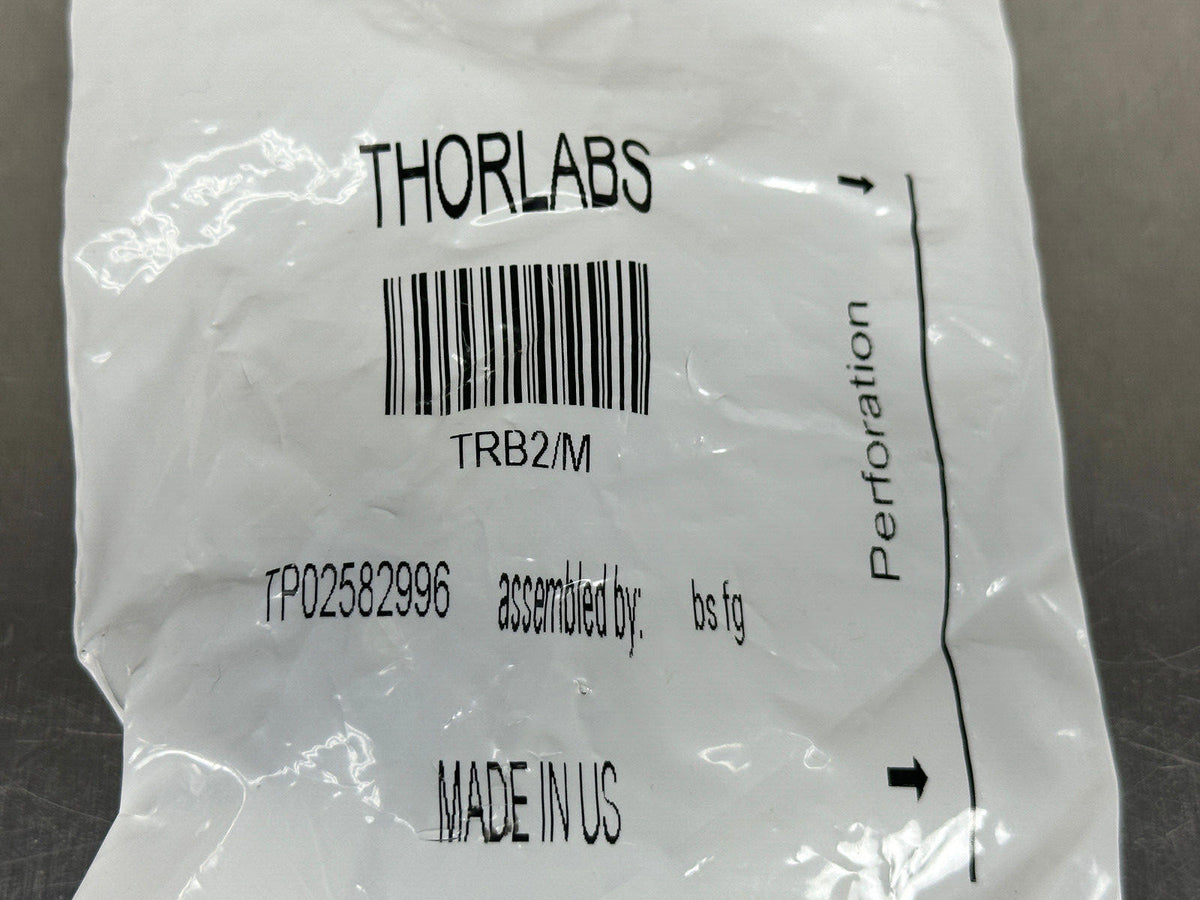 THORLABS
TRB2/M
TP02582996 assembled by: bs fg
MADE IN US
Perforation